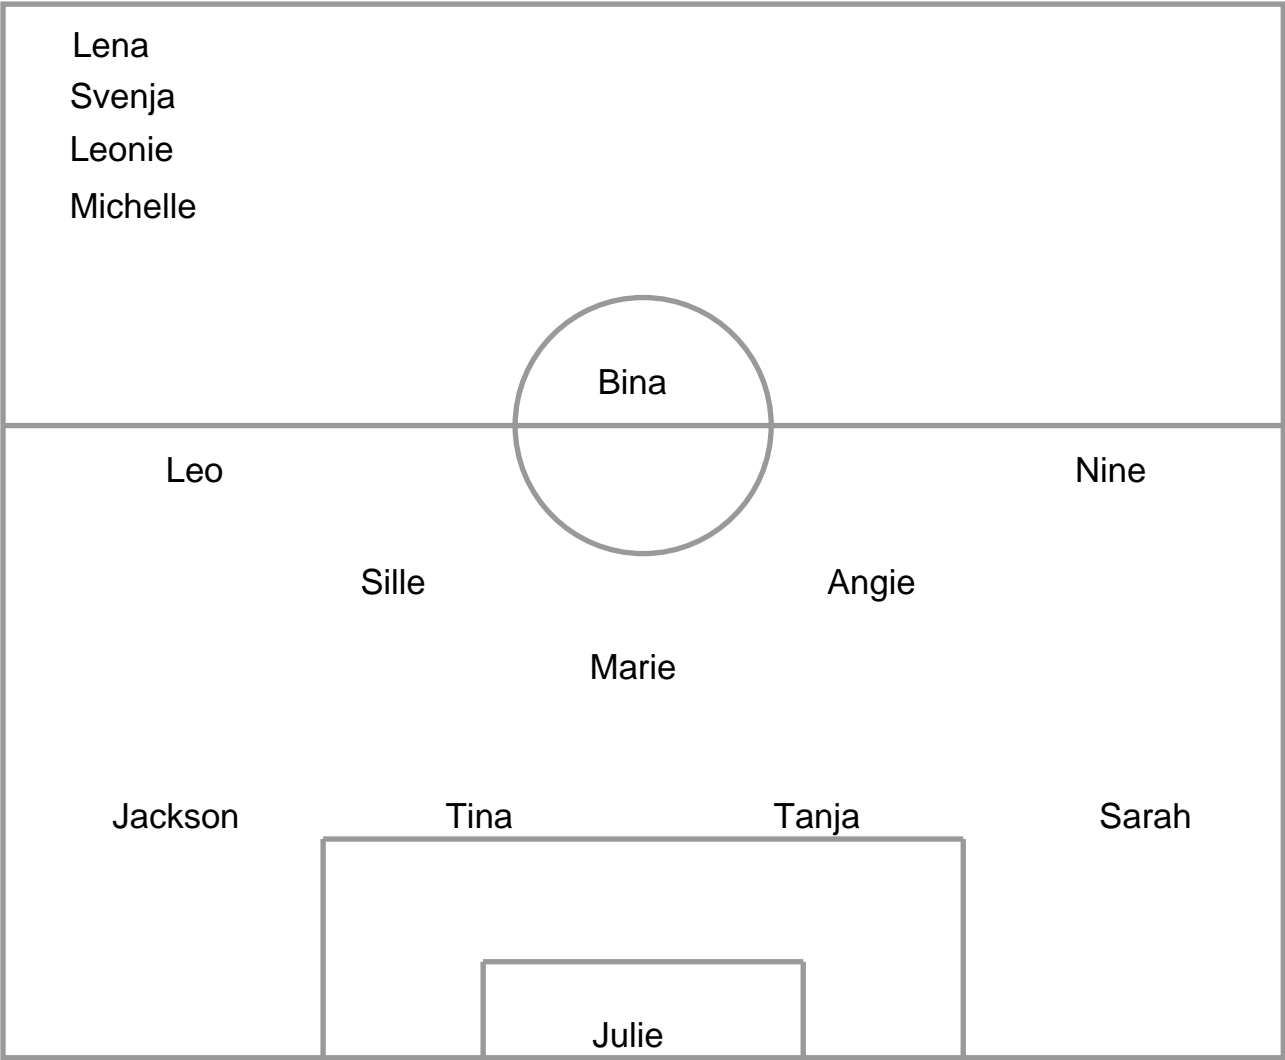 Lena
Svenja
Leonie
Michelle
Bina
Leo Nine
Sille Angie
Marie
Jackson Tina Tanja Sarah
Julie